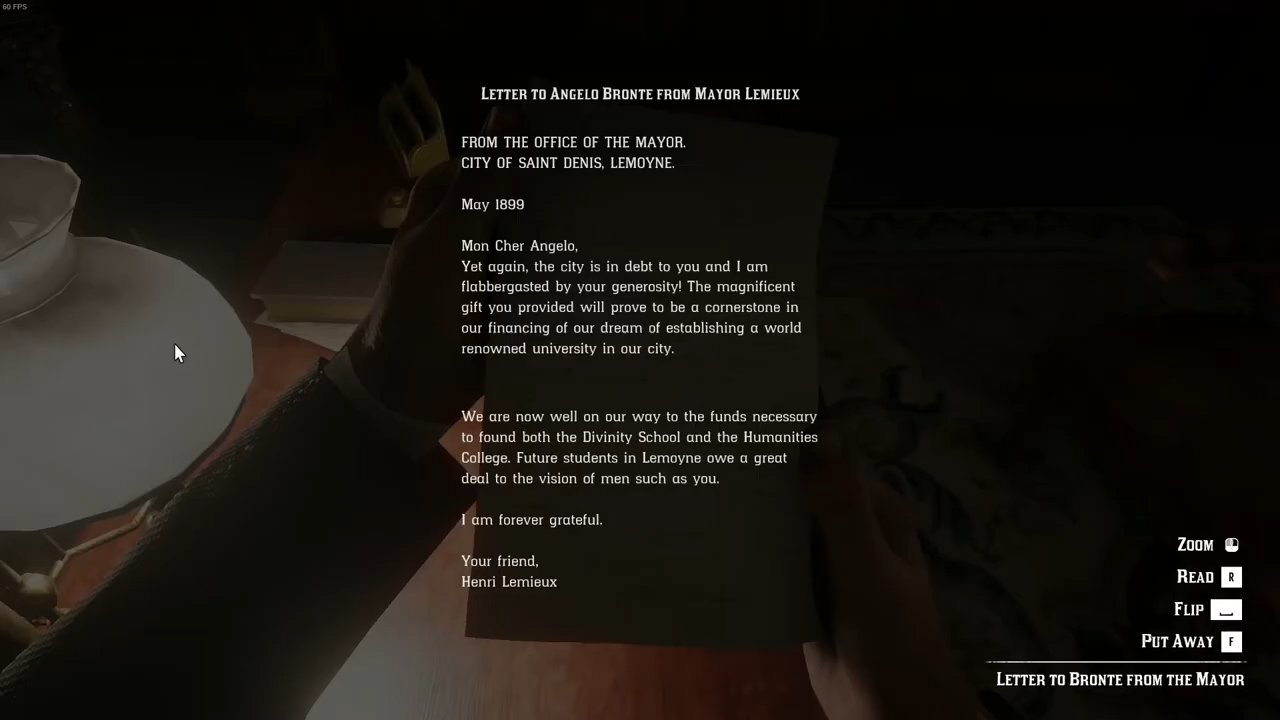 60 FPS
LETTER TO ANGELO BRONTE FROM MAYOR LEMIEUX
FROM THE OFFICE OF THE MAYOR.
CITY OF SAINT DENIS, LEMOYNE.
May 1899
Mon Cher Angelo,
Yet again, the city is in debt to you and I am
flabbergasted by your generosity! The magnificent
gift you provided will prove to be a cornerstone in
our financing of our dream of establishing a world
renowned university in our city.
We are now well on our way to the funds necessary
to found both the Divinity School and the Humanities
College. Future students in Lemoyne owe a great
deal to the vision of men such as you.
I am forever grateful.
Your friend,
Henri Lemieux
ZOOM
READ R
FLIP
PUT AWAY F
LETTER TO BRONTE FROM THE MAYOR